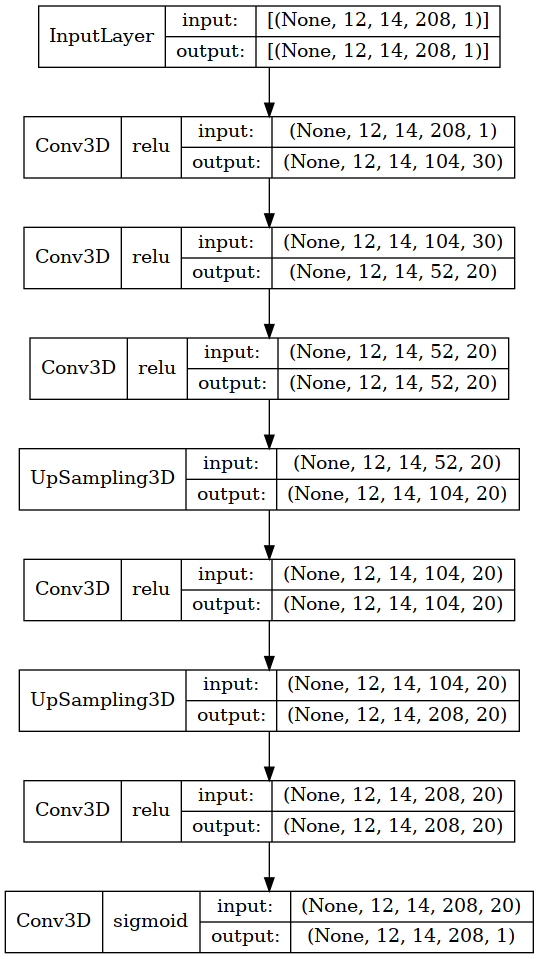 InputLayer input: [(None, 12, 14, 208, 1)]
output: [(None, 12, 14, 208, 1)]
Conv3D relu input: (None, 12, 14, 208, 1)
output: (None, 12, 14, 104, 30)
Conv3D relu input: (None, 12, 14, 104, 30)
output: (None, 12, 14, 52, 20)
Conv3D relu input: (None, 12, 14, 52, 20)
output: (None, 12, 14, 52, 20)
UpSampling3D input: (None, 12, 14, 52, 20)
output: (None, 12, 14, 104, 20)
Conv3D relu input: (None, 12, 14, 104, 20)
output: (None, 12, 14, 104, 20)
UpSampling3D input: (None, 12, 14, 104, 20)
output: (None, 12, 14, 208, 20)
Conv3D relu input: (None, 12, 14, 208, 20)
output: (None, 12, 14, 208, 20)
Conv3D sigmoid input: (None, 12, 14, 208, 20)
output: (None, 12, 14, 208, 1)